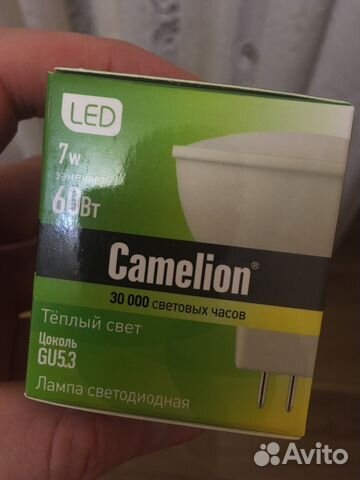 LED
7w
заменяет
60Вт
Camelion®
30 000 световых часов
Тёплый свет
Цоколь
GU5.3
Лампа светодиодная
Avito